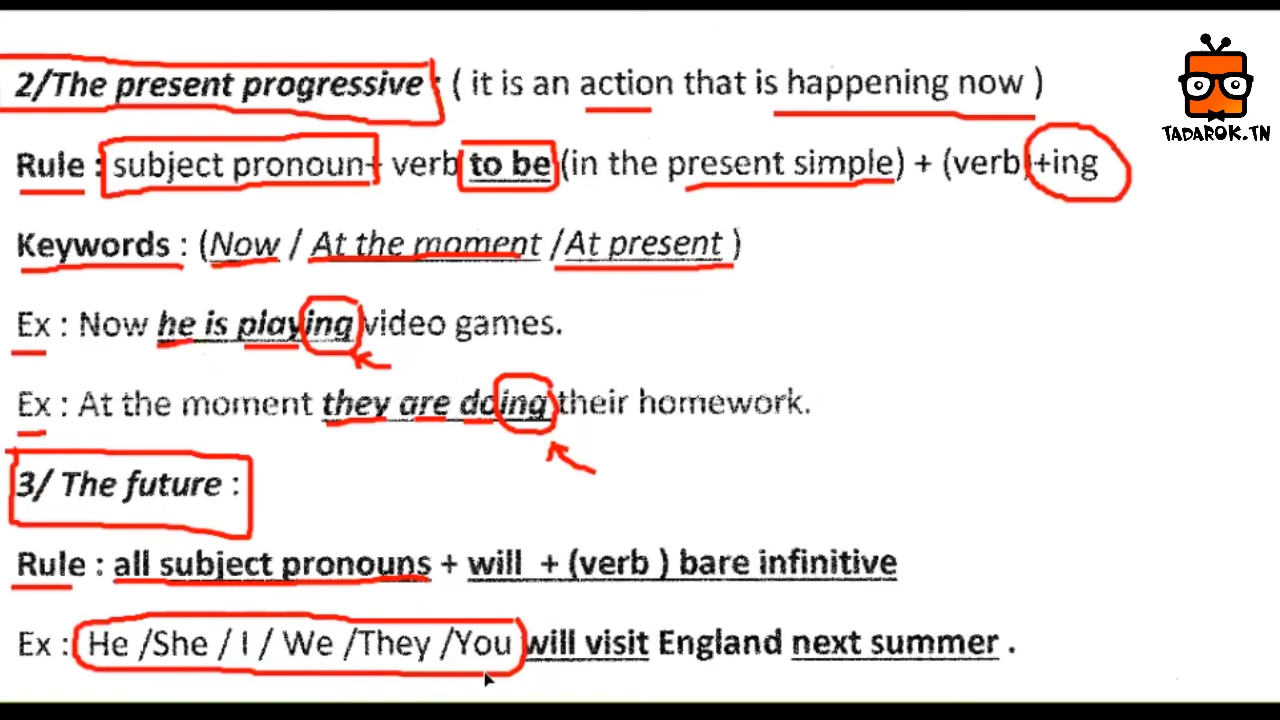 2/The present progressive : ( it is an action that is happening now )
TADAROK.TN
Rule : subject pronoun+ verb to be (in the present simple) + (verb)+ing
Keywords : (Now / At the moment /At present )
Ex : Now he is playing video games.
Ex : At the moment they are doing their homework.
3/ The future :
Rule : all subject pronouns + will + (verb ) bare infinitive
Ex : He /She / I / We /They /You will visit England next summer .